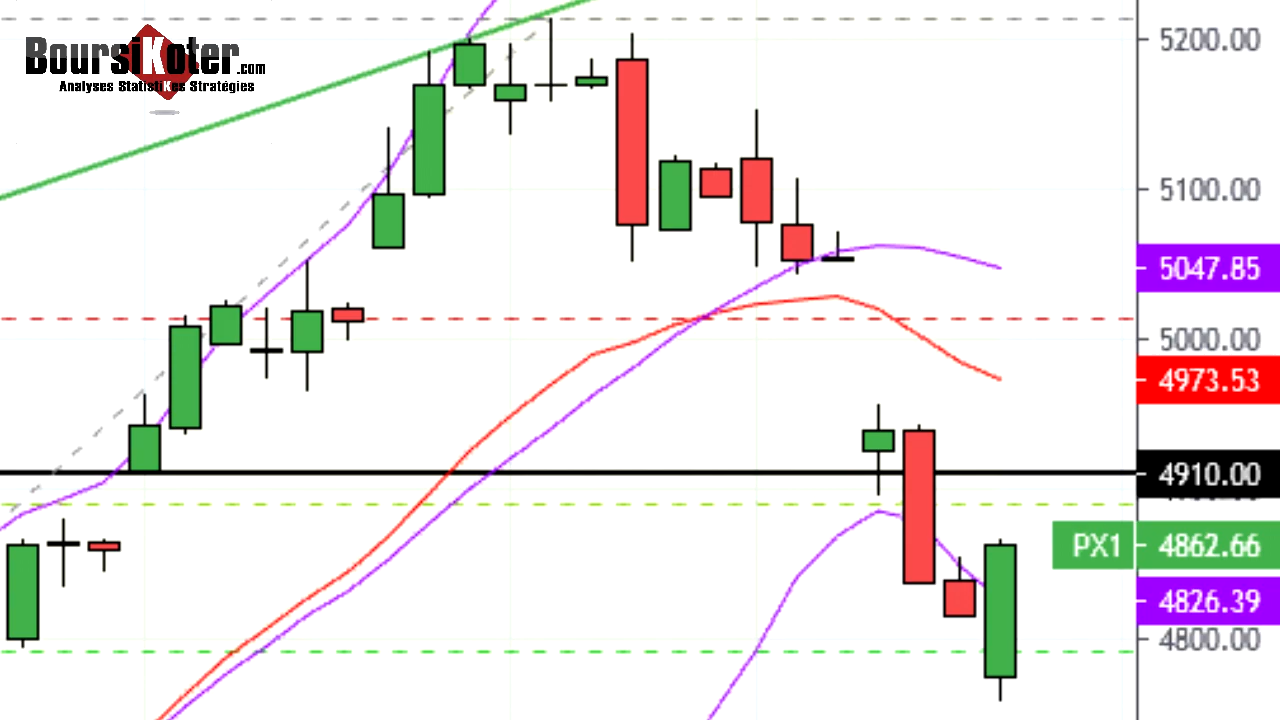 BoursiKoter.com
Analyses StatistiKes Stratégies
5200.00
5100.00
5047.85
5000.00
4973.53
4910.00
PX1 4862.66
4826.39
4800.00